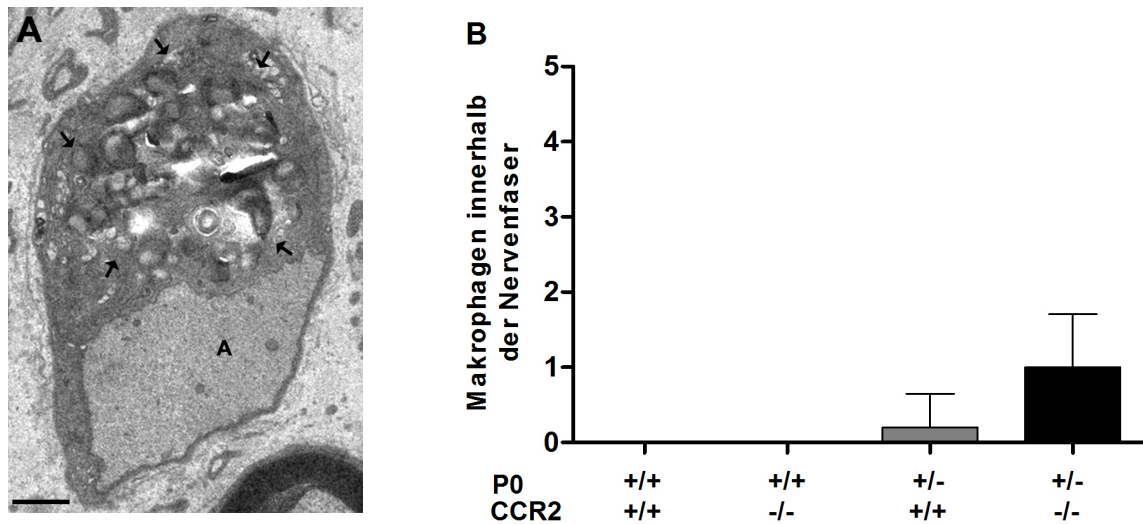 A
A
B
Makrophagen innerhalb
der Nervenfaser
5
4
3
2
1
0
P0 +/+ +/+ +/- +/-
CCR2 +/+ -/- +/+ -/-